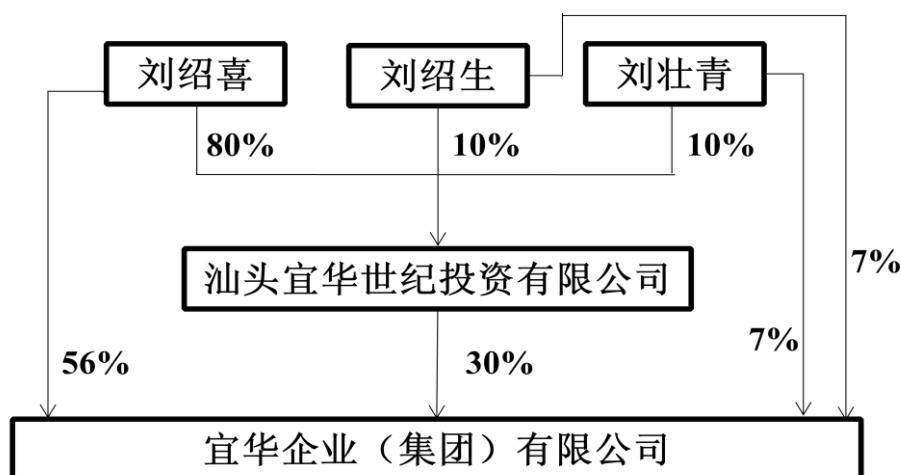 刘绍喜
刘绍生
刘壮青
80%
10%
10%
汕头宜华世纪投资有限公司
7%
7%
56%
30%
宜华企业（集团）有限公司